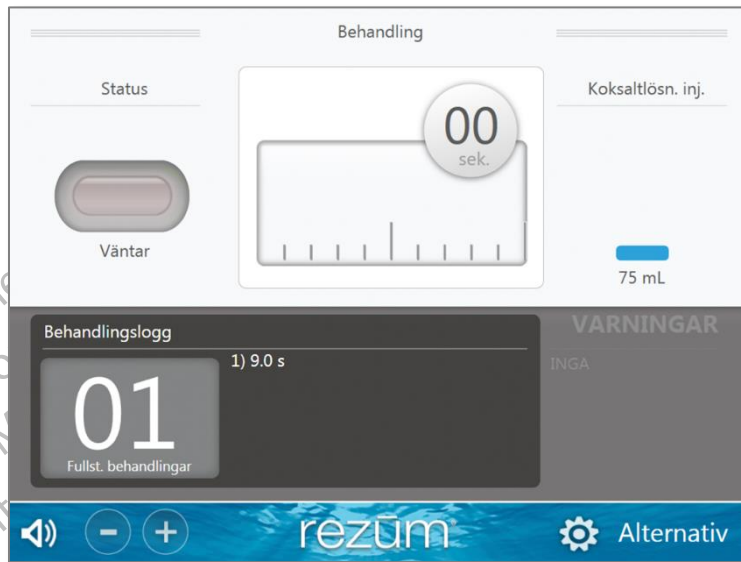 Behandling
Status
Koksaltlösn. inj.
00
sek.
Väntar
75 mL
Behandlingslogg
1) 9.0 s
01
Fullst. behandlingar
VARNINGAR
INGA
rezūm
Alternativ